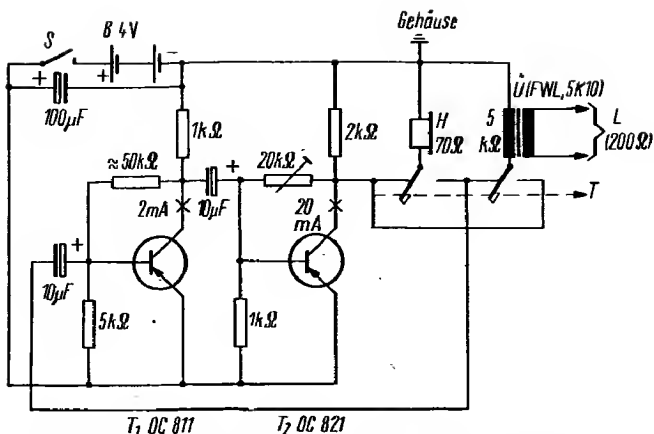 Gehäuse
S
B 4V
+
−
+
100µF
1kΩ
2kΩ
H
70Ω
Ü(FWL, 5K10)
5
kΩ
L
(200Ω)
≈50kΩ
+
20kΩ
2mA
10µF
20
mA
T
+
10µF
5kΩ
1kΩ
T1 OC 811
T2 OC 821